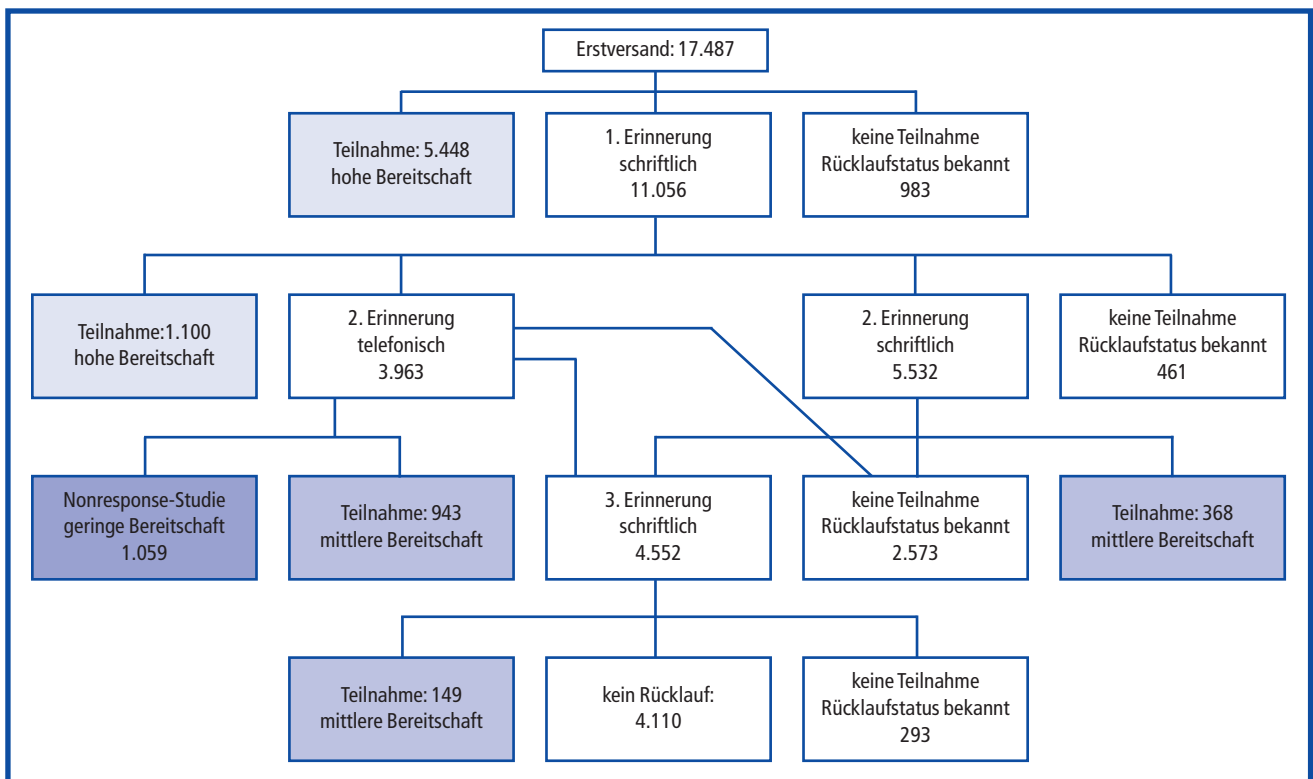 Erstversand: 17.487
Teilnahme: 5.448
hohe Bereitschaft
1. Erinnerung
schriftlich
11.056
keine Teilnahme
Rücklaufstatus bekannt
983
Teilnahme:1.100
hohe Bereitschaft
2. Erinnerung
telefonisch
3.963
2. Erinnerung
schriftlich
5.532
keine Teilnahme
Rücklaufstatus bekannt
461
Nonresponse-Studie
geringe Bereitschaft
1.059
Teilnahme: 943
mittlere Bereitschaft
3. Erinnerung
schriftlich
4.552
keine Teilnahme
Rücklaufstatus bekannt
2.573
Teilnahme: 368
mittlere Bereitschaft
Teilnahme: 149
mittlere Bereitschaft
kein Rücklauf:
4.110
keine Teilnahme
Rücklaufstatus bekannt
293